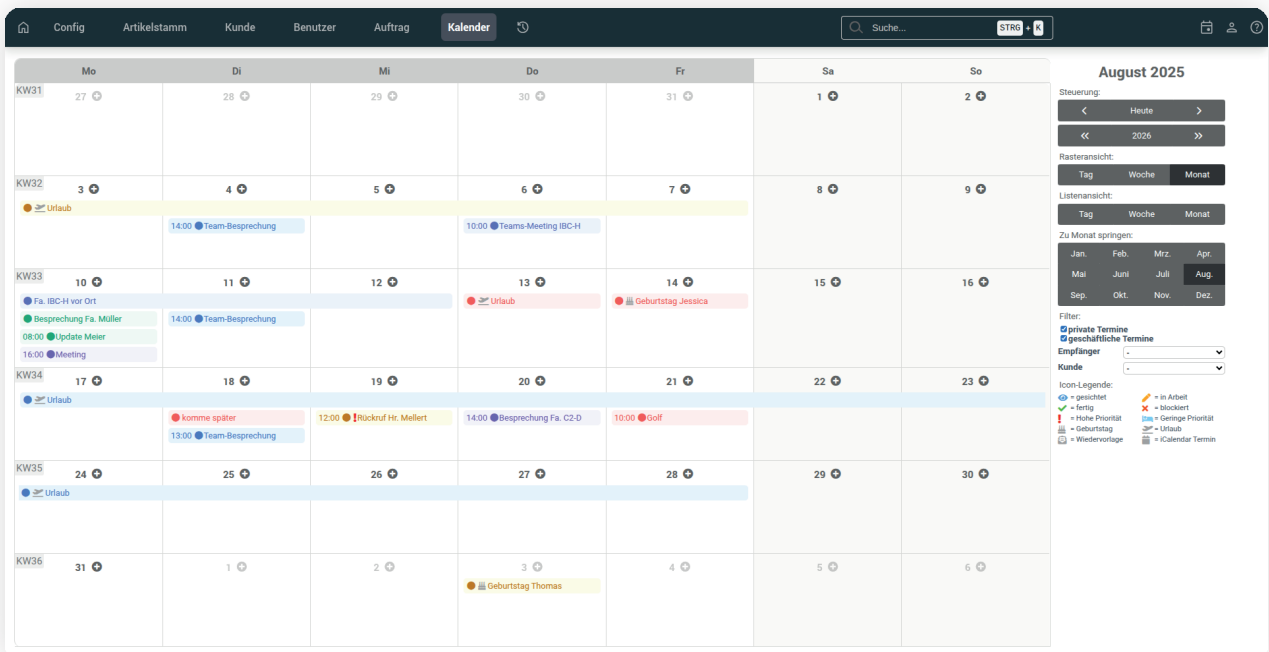 Config Artikelstamm Kunde Benutzer Auftrag Kalender Suche... STRG + K
Mo Di Mi Do Fr Sa So
KW31 27 28 29 30 31 1 2
KW32 3 4 5 6 7 8 9
Urlaub
14:00 Team-Besprechung 10:00 Teams-Meeting IBC-H
KW33 10 11 12 13 14 15 16
Fa. IBC-H vor Ort Urlaub Geburtstag Jessica
Besprechung Fa. Müller 14:00 Team-Besprechung
08:00 Update Meier
16:00 Meeting
KW34 17 18 19 20 21 22 23
Urlaub
komme später 12:00 Rückruf Hr. Mellert 14:00 Besprechung Fa. C2-D 10:00 Golf
13:00 Team-Besprechung
KW35 24 25 26 27 28 29 30
Urlaub
KW36 31 1 2 3 4 5 6
Geburtstag Thomas
August 2025
Steuerung:
Heute
2026
Rasteransicht:
Tag Woche Monat
Listenansicht:
Tag Woche Monat
Zu Monat springen:
Jan. Feb. Mrz. Apr.
Mai Juni Juli Aug.
Sep. Okt. Nov. Dez.
Filter:
private Termine
geschäftliche Termine
Empfänger -
Kunde -
Icon-Legende:
= gesichtet = in Arbeit
= fertig = blockiert
= Hohe Priorität = Geringe Priorität
= Geburtstag = Urlaub
= Wiedervorlage = iCalendar Termin